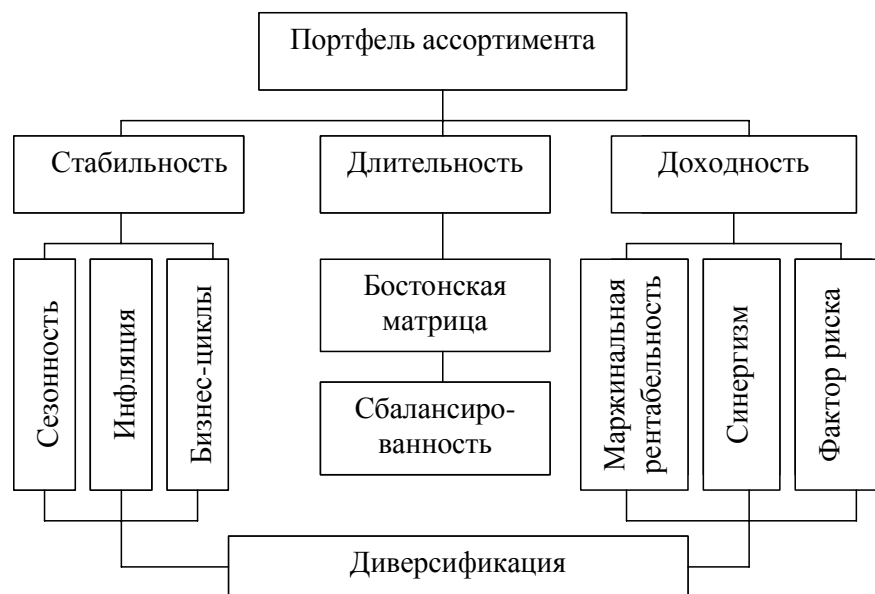 Портфель ассортимента
Стабильность
Длительность
Доходность
Сезонность
Инфляция
Бизнес-циклы
Бостонская
матрица
Сбалансиро-
ванность
Маржинальная
рентабельность
Синергизм
Фактор риска
Диверсификация